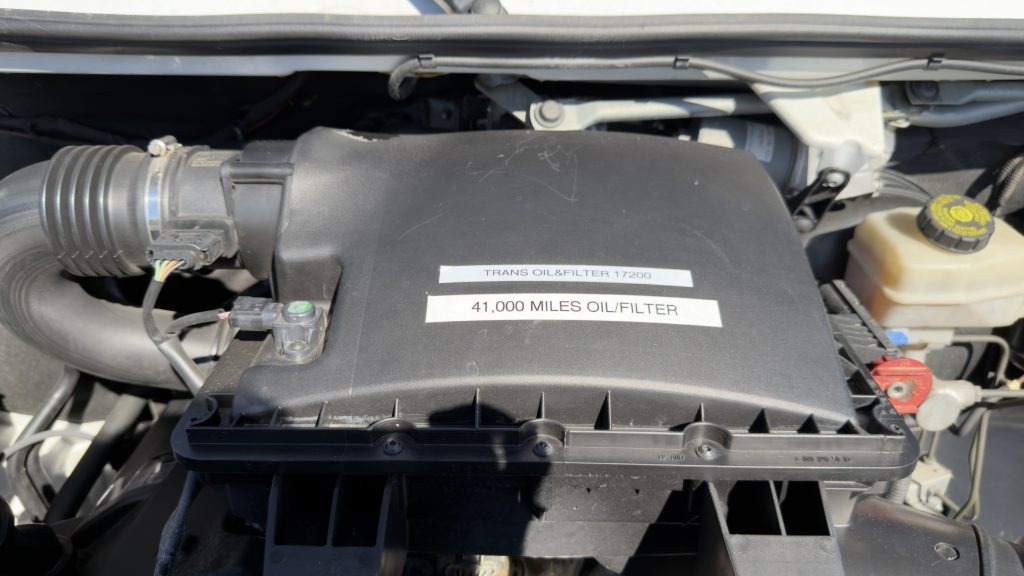 TRANS OIL&FILTER 17200
41,000 MILES OIL/FILTER